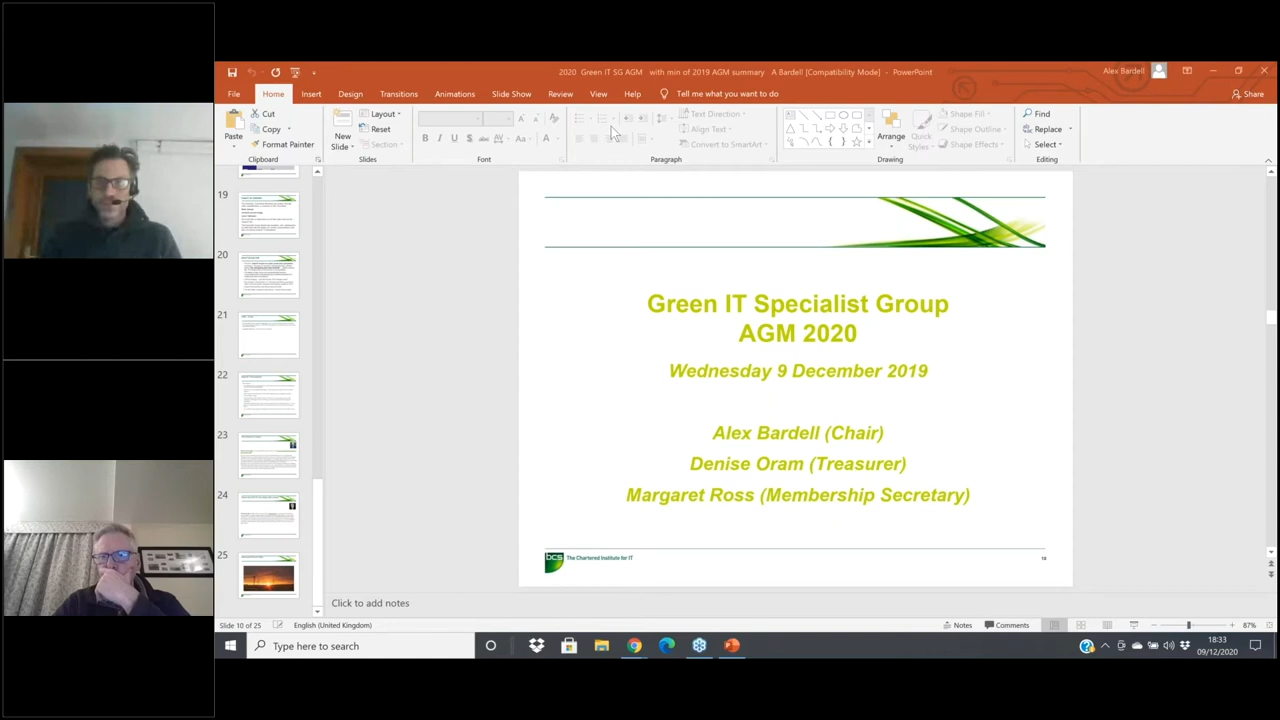 2020 Green IT SG AGM with min of 2019 AGM summary A Bardell [Compatibility Mode] - PowerPoint
Alex Bardell
File Home Insert Design Transitions Animations Slide Show Review View Help Tell me what you want to do
Share
Paste
Cut
Copy
Format Painter
Clipboard
New
Slide
Layout
Reset
Section
Slides
B I U S abc AV Aa A
Font
Text Direction
Align Text
Convert to SmartArt
Paragraph
Arrange
Quick
Styles
Shape Fill
Shape Outline
Shape Effects
Drawing
Find
Replace
Select
Editing
19
20
21
22
23
24
25
Green IT Specialist Group
AGM 2020
Wednesday 9 December 2019
Alex Bardell (Chair)
Denise Oram (Treasurer)
Margaret Ross (Membership Secretary)
bcs The Chartered Institute for IT
Click to add notes
Slide 10 of 25 English (United Kingdom) Notes Comments 87%
Type here to search
18:33
09/12/2020